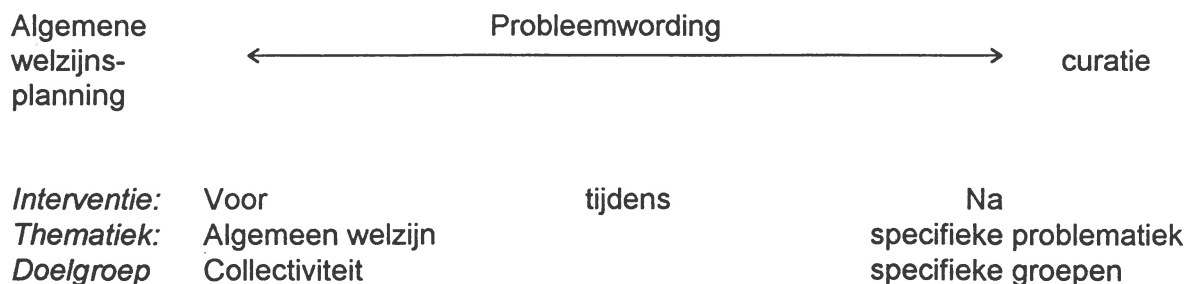 Algemene
welzijns-
planning
Probleemwording
curatie
Interventie: Voor tijdens Na
Thematiek: Algemeen welzijn specifieke problematiek
Doelgroep Collectiviteit specifieke groepen